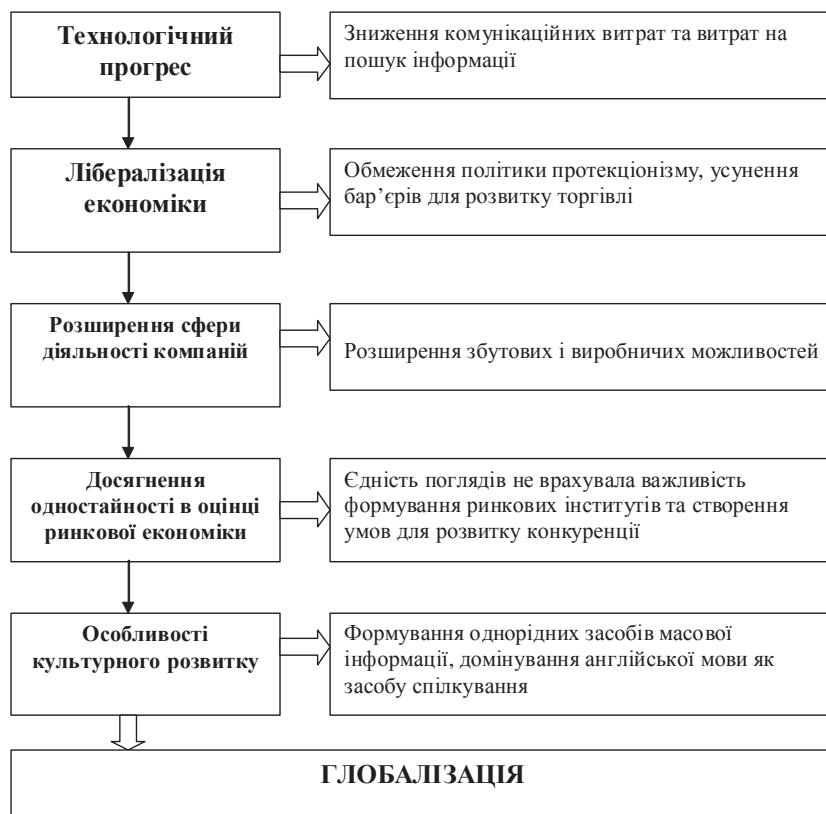 Технологічний
прогрес
Зниження комунікаційних витрат та витрат на
пошук інформації
Лібералізація
економіки
Обмеження політики протекціонізму, усунення
бар’єрів для розвитку торгівлі
Розширення сфери
діяльності компаній
Розширення збутових і виробничих можливостей
Досягнення
одностайності в оцінці
ринкової економіки
Єдність поглядів не врахувала важливість
формування ринкових інститутів та створення
умов для розвитку конкуренції
Особливості
культурного розвитку
Формування однорідних засобів масової
інформації, домінування англійської мови як
засобу спілкування
ГЛОБАЛІЗАЦІЯ